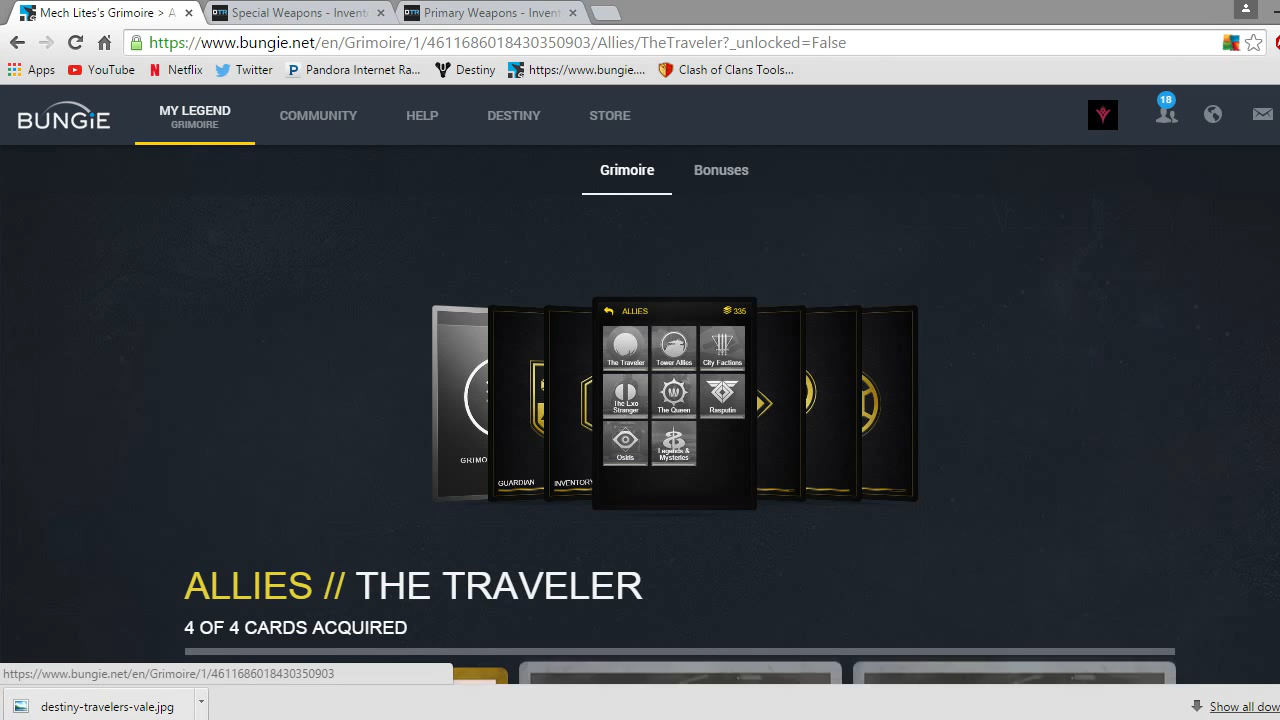 Mech Lites's Grimoire > A
Special Weapons - Invent
Primary Weapons - Invent
https://www.bungie.net/en/Grimoire/1/4611686018430350903/Allies/TheTraveler?_unlocked=False
Apps YouTube Netflix Twitter Pandora Internet Ra... Destiny https://www.bungie.... Clash of Clans Tools...
BUNGiE
MY LEGEND
GRIMOIRE
COMMUNITY HELP DESTINY STORE
18
Grimoire Bonuses
ALLIES 335
The Traveler Tower Allies City Factions
The Exo
Stranger
The Queen
Rasputin
Osiris
Legends &
Mysteries
GRIMO
GUARDIAN
INVENTORY
ALLIES // THE TRAVELER
4 OF 4 CARDS ACQUIRED
https://www.bungie.net/en/Grimoire/1/4611686018430350903
destiny-travelers-vale.jpg
Show all dow